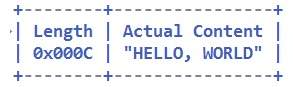 +--------+----------------+
| Length | Actual Content |
| 0x000C | "HELLO, WORLD" |
+--------+----------------+